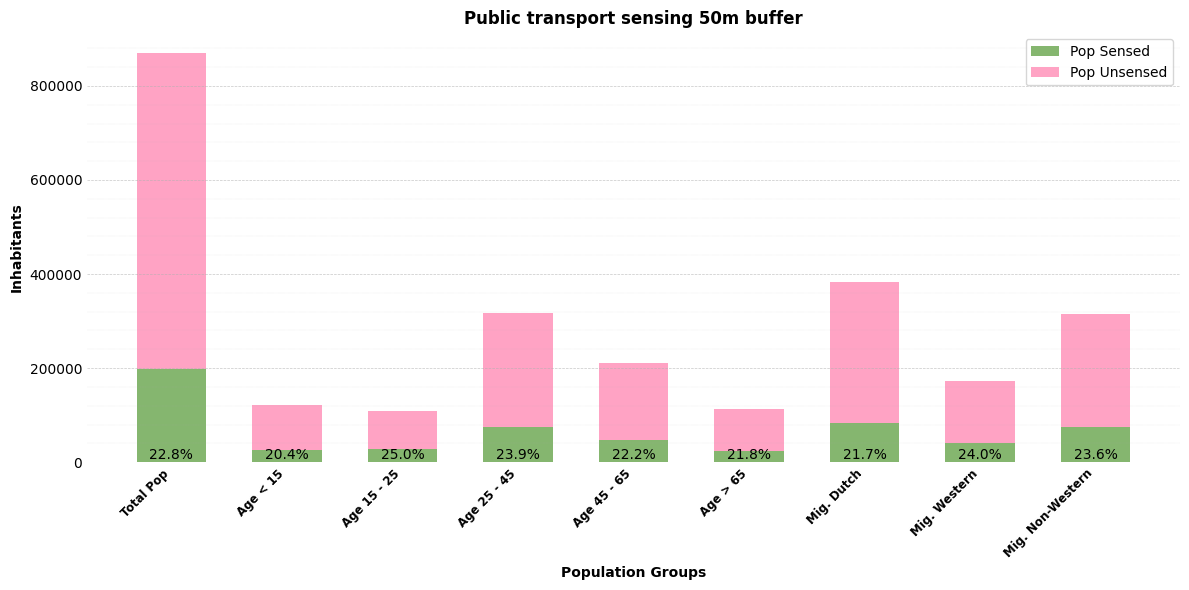 Public transport sensing 50m buffer
Pop Sensed
Pop Unsensed
Inhabitants
800000
600000
400000
200000
0
22.8%
20.4%
25.0%
23.9%
22.2%
21.8%
21.7%
24.0%
23.6%
Total Pop
Age < 15
Age 15 - 25
Age 25 - 45
Age 45 - 65
Age > 65
Mig. Dutch
Mig. Western
Mig. Non-Western
Population Groups